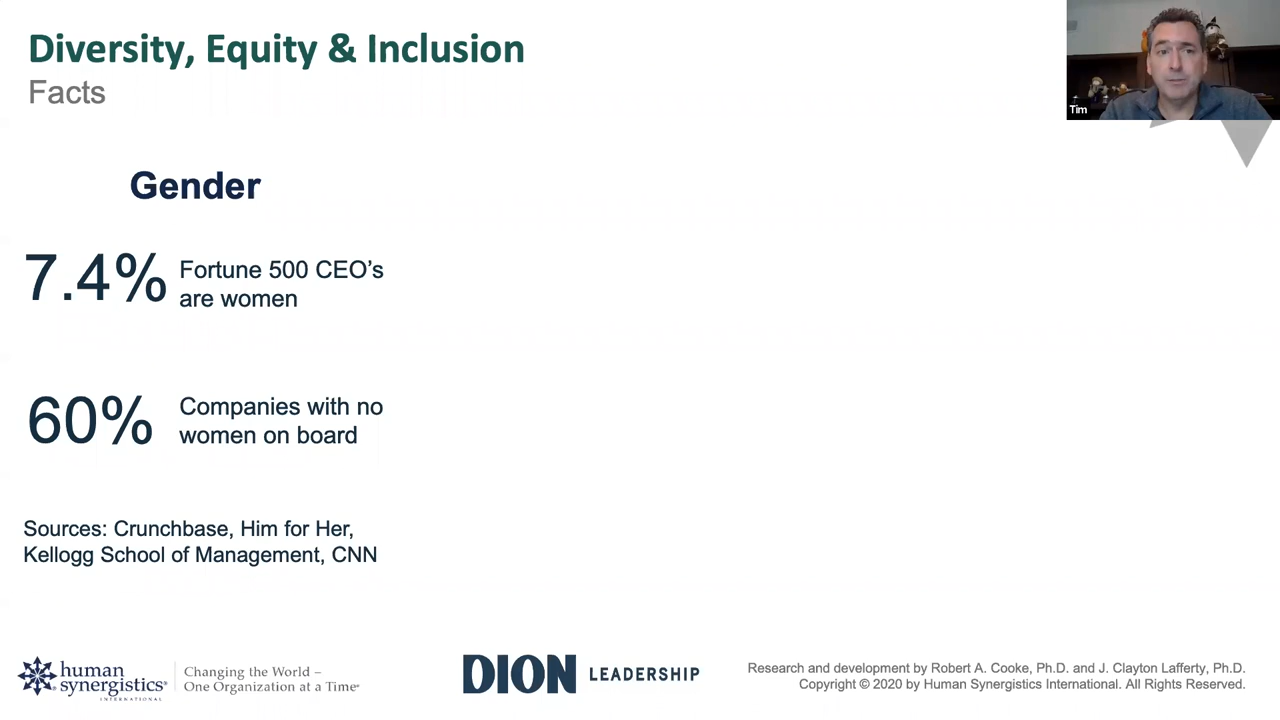 Diversity, Equity & Inclusion
Facts
Tim
Gender
7.4%
Fortune 500 CEO’s
are women
60%
Companies with no
women on board
Sources: Crunchbase, Him for Her,
Kellogg School of Management, CNN
human
synergistics®
INTERNATIONAL
Changing the World –
One Organization at a Time®
DION LEADERSHIP
Research and development by Robert A. Cooke, Ph.D. and J. Clayton Lafferty, Ph.D.
Copyright © 2020 by Human Synergistics International. All Rights Reserved.